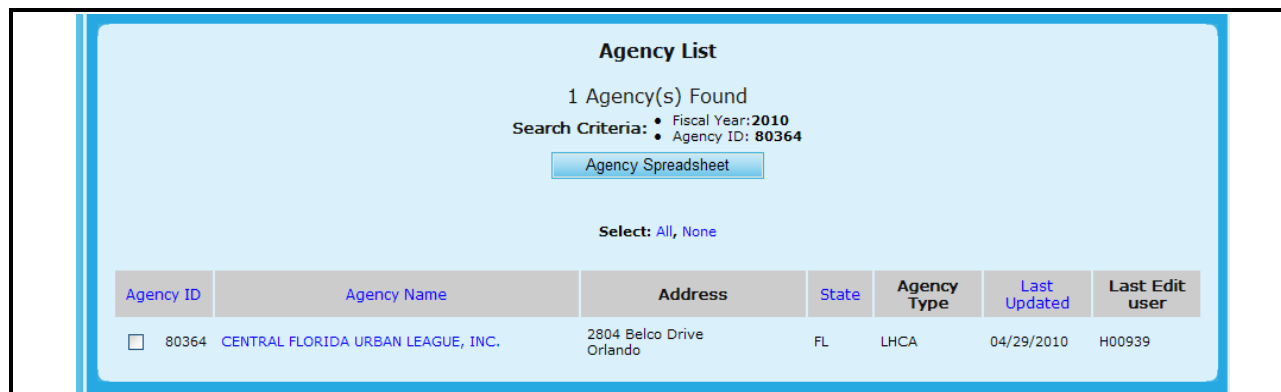 Agency List
1 Agency(s) Found
Search Criteria: • Fiscal Year:2010
• Agency ID: 80364
Agency Spreadsheet
Select: All, None
Agency ID Agency Name Address State Agency Type Last Updated Last Edit user
80364 CENTRAL FLORIDA URBAN LEAGUE, INC. 2804 Belco Drive FL LHCA 04/29/2010 H00939
Orlando